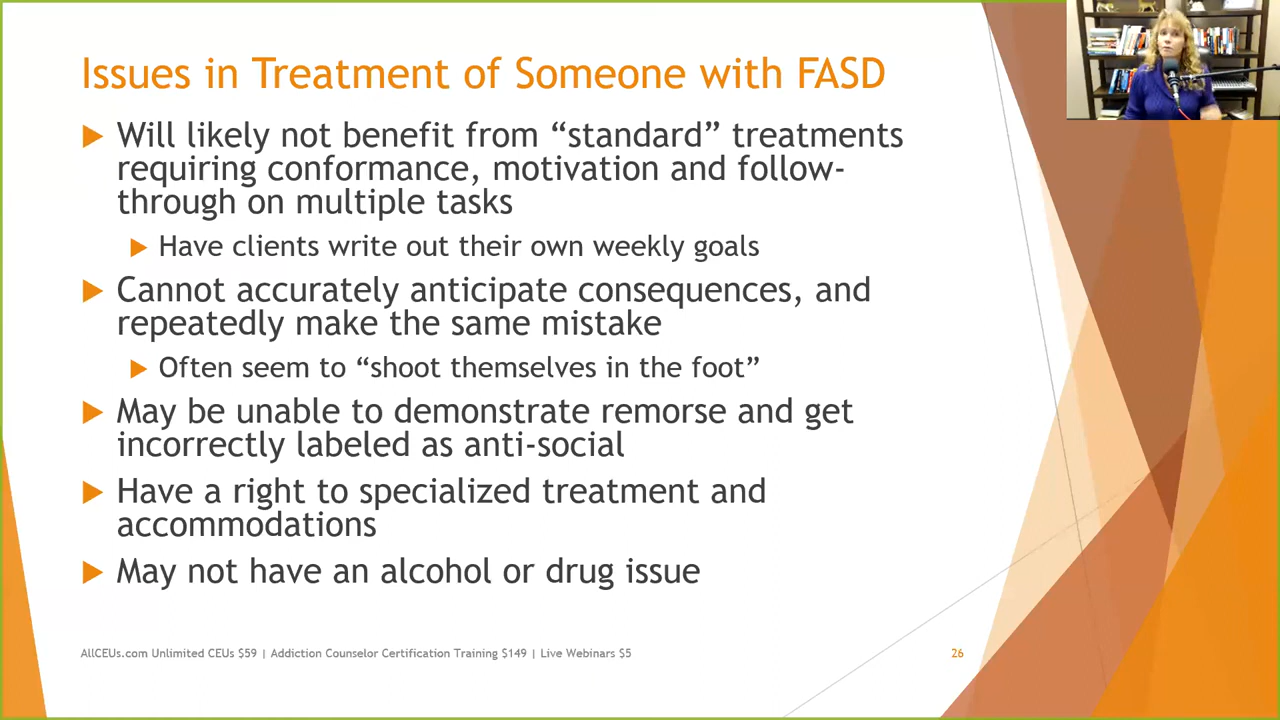 Issues in Treatment of Someone with FASD
Will likely not benefit from “standard” treatments
requiring conformance, motivation and follow-
through on multiple tasks
Have clients write out their own weekly goals
Cannot accurately anticipate consequences, and
repeatedly make the same mistake
Often seem to “shoot themselves in the foot”
May be unable to demonstrate remorse and get
incorrectly labeled as anti-social
Have a right to specialized treatment and
accommodations
May not have an alcohol or drug issue
AllCEUs.com Unlimited CEUs $59 | Addiction Counselor Certification Training $149 | Live Webinars $5
26